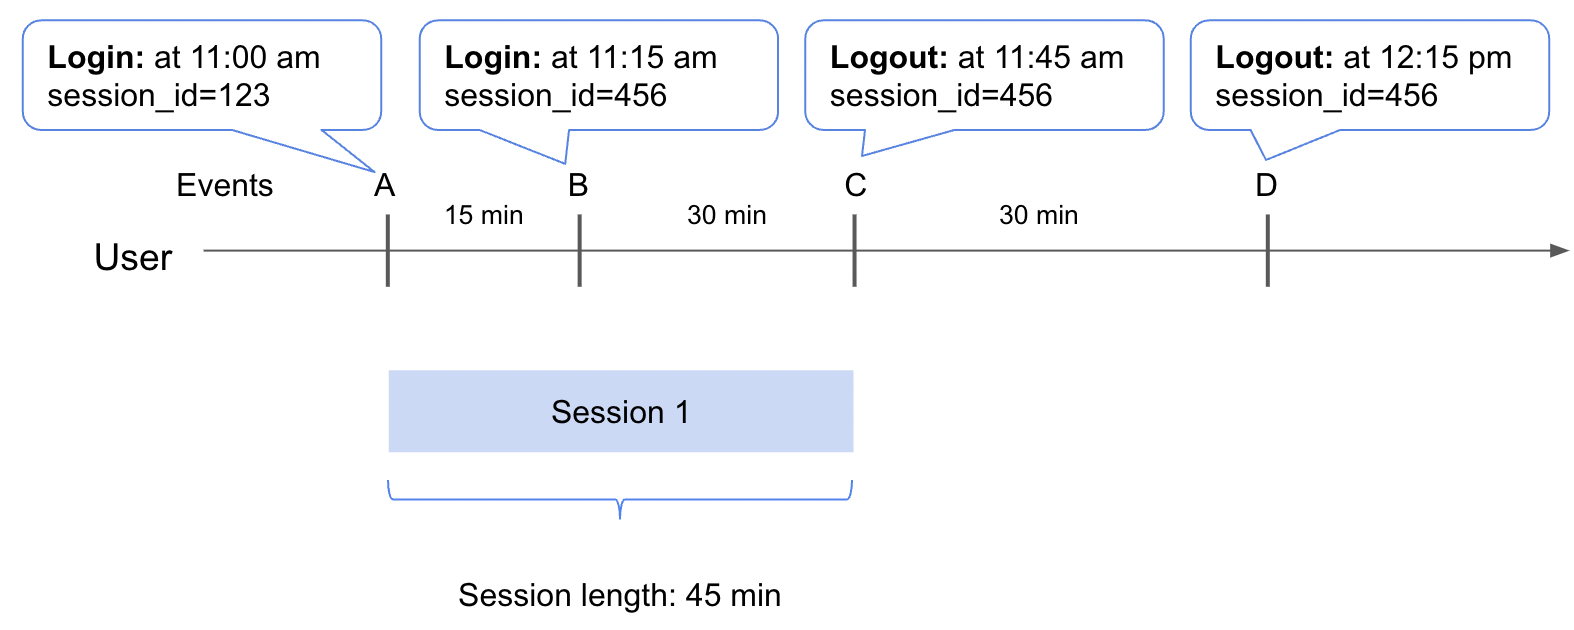 Login: at 11:00 am
session_id=123
Login: at 11:15 am
session_id=456
Logout: at 11:45 am
session_id=456
Logout: at 12:15 pm
session_id=456
Events
A
B
C
D
15 min
30 min
30 min
User
Session 1
Session length: 45 min